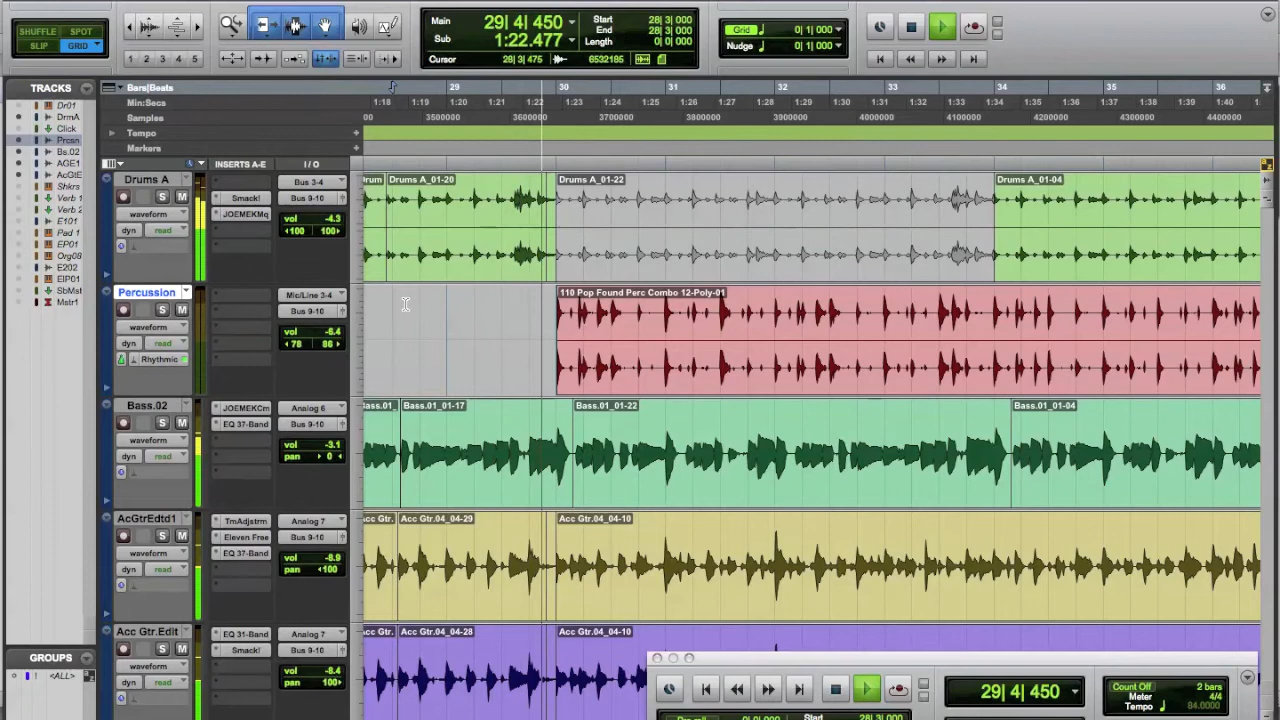 SHUFFLE SPOT
SLIP GRID
1 2 3 4 5
Main 29| 4| 450
Sub 1:22.477
Start 28| 3| 000
End 28| 3| 000
Length 0| 0| 000
Cursor 28| 3| 475 6532185
Grid 0| 1| 000
Nudge 0| 1| 000
TRACKS
Dr01
DrmA
Click
Prcsn
Bs.02
AGE1
AcGtE
Shkrs
Verb 1
Verb 2
E101
Pad 1
EP01
Org08
E202
EIP01
SbMst
Mstr1
GROUPS
! <ALL>
Bars|Beats 29 30 31 32 33 34 35 36
Min:Secs 1:18 1:19 1:20 1:21 1:22 1:23 1:24 1:25 1:26 1:27 1:28 1:29 1:30 1:31 1:32 1:33 1:34 1:35 1:36 1:37 1:38 1:39 1:40
Samples 00 3500000 3600000 3700000 3800000 3900000 4000000 4100000 4200000 4300000 4400000
Tempo
Markers
INSERTS A-E I / O
Drums A
S M
waveform
dyn read
Smack!
JOEMEKMq
Bus 3-4
Bus 9-10
vol -4.3
100 100
Drum Drums A_01-20 Drums A_01-22 Drums A_01-04
Percussion
S M
waveform
dyn read
Rhythmic
Mic/Line 3-4
Bus 9-10
vol -6.4
78 86
110 Pop Found Perc Combo 12-Poly-01
Bass.02
S M
waveform
dyn read
JOEMEKCm
EQ 37-Band
Analog 6
Bus 9-10
vol -3.1
pan 0
Bass.01_ Bass.01_01-17 Bass.01_01-22 Bass.01_01-04
AcGtrEdtd1
S M
waveform
dyn read
TmAdjstrm
Eleven Free
EQ 37-Band
Analog 7
Bus 9-10
vol -8.9
pan 100
Acc Gtr. Acc Gtr.04_04-29 Acc Gtr.04_04-10
Acc Gtr.Edit
S M
waveform
dyn read
EQ 31-Band
Smack!
Analog 7
Bus 9-10
vol -8.4
pan 100
Acc Gtr. Acc Gtr.04_04-28 Acc Gtr.04_04-10
29| 4| 450
Count Off 2 bars
Meter 4/4
Tempo 84.0000
Start 28| 3| 000